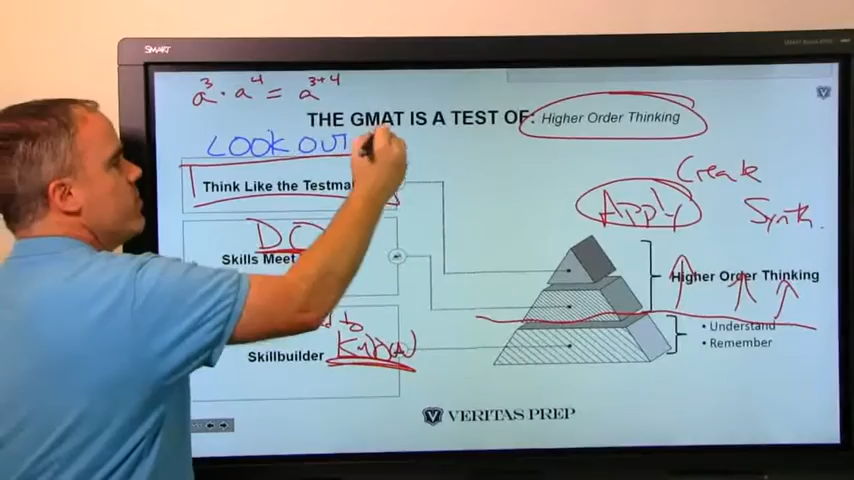 SMART
a³ · a⁴ = a³⁺⁴
THE GMAT IS A TEST OF: Higher Order Thinking
LOOK OUT
Create
Think Like the Testma
Apply
Synth.
DO
Skills Meet
Higher Order Thinking
• Understand
• Remember
to
Skillbuilder
VERITAS PREP